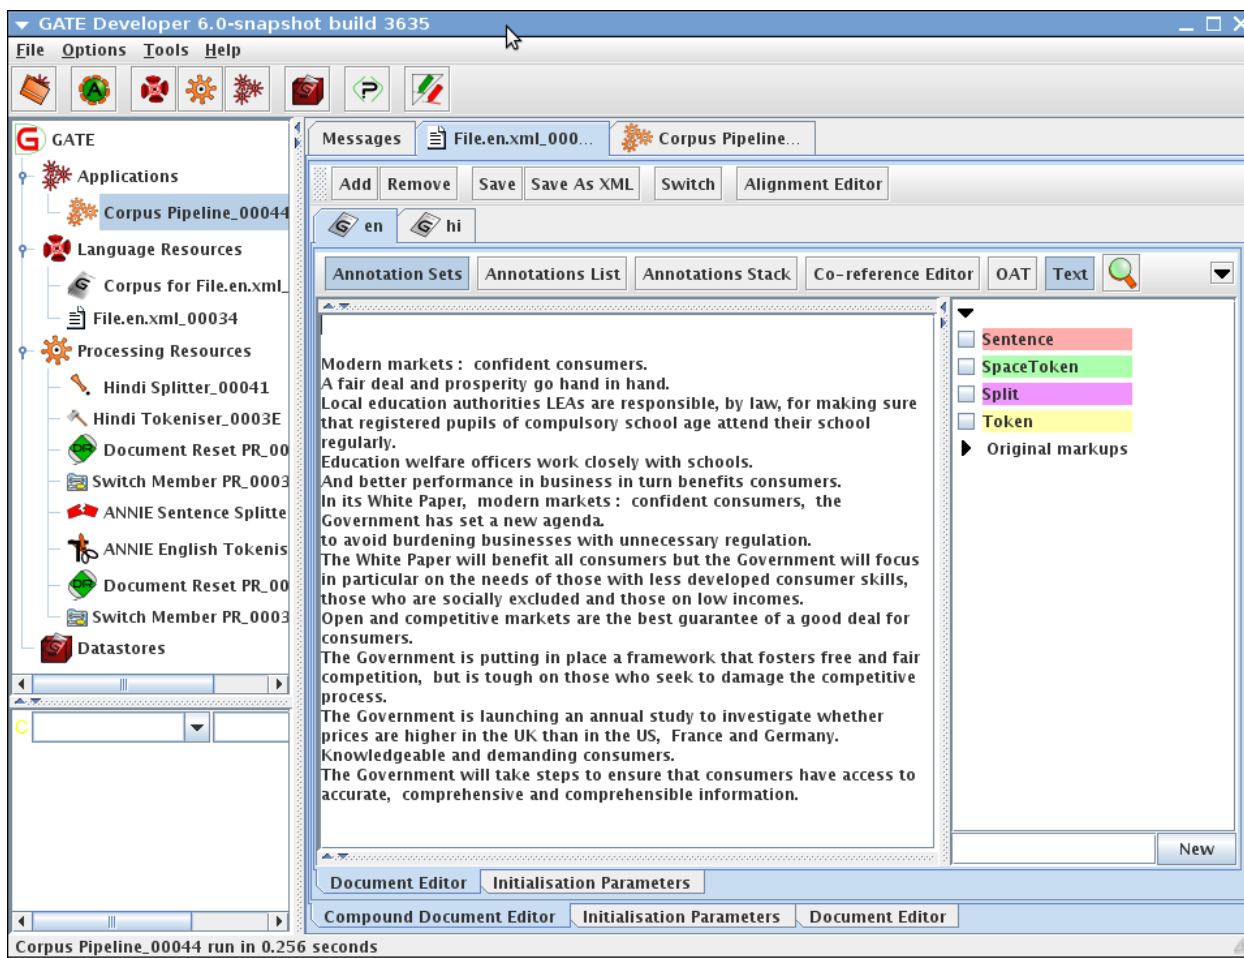 GATE Developer 6.0-snapshot build 3635
File Options Tools Help
GATE
Applications
Corpus Pipeline_00044
Language Resources
Corpus for File.en.xml_
File.en.xml_00034
Processing Resources
Hindi Splitter_00041
Hindi Tokeniser_0003E
Document Reset PR_00
Switch Member PR_0003
ANNIE Sentence Splitte
ANNIE English Tokenis
Document Reset PR_00
Switch Member PR_0003
Datastores
Messages File.en.xml_000... Corpus Pipeline...
Add Remove Save Save As XML Switch Alignment Editor
en hi
Annotation Sets Annotations List Annotations Stack Co-reference Editor OAT Text
Modern markets : confident consumers.
A fair deal and prosperity go hand in hand.
Local education authorities LEAs are responsible, by law, for making sure
that registered pupils of compulsory school age attend their school
regularly.
Education welfare officers work closely with schools.
And better performance in business in turn benefits consumers.
In its White Paper, modern markets : confident consumers, the
Government has set a new agenda.
to avoid burdening businesses with unnecessary regulation.
The White Paper will benefit all consumers but the Government will focus
in particular on the needs of those with less developed consumer skills,
those who are socially excluded and those on low incomes.
Open and competitive markets are the best guarantee of a good deal for
consumers.
The Government is putting in place a framework that fosters free and fair
competition, but is tough on those who seek to damage the competitive
process.
The Government is launching an annual study to investigate whether
prices are higher in the UK than in the US, France and Germany.
Knowledgeable and demanding consumers.
The Government will take steps to ensure that consumers have access to
accurate, comprehensive and comprehensible information.
Sentence
SpaceToken
Split
Token
Original markups
New
Document Editor Initialisation Parameters
Compound Document Editor Initialisation Parameters Document Editor
C
Corpus Pipeline_00044 run in 0.256 seconds